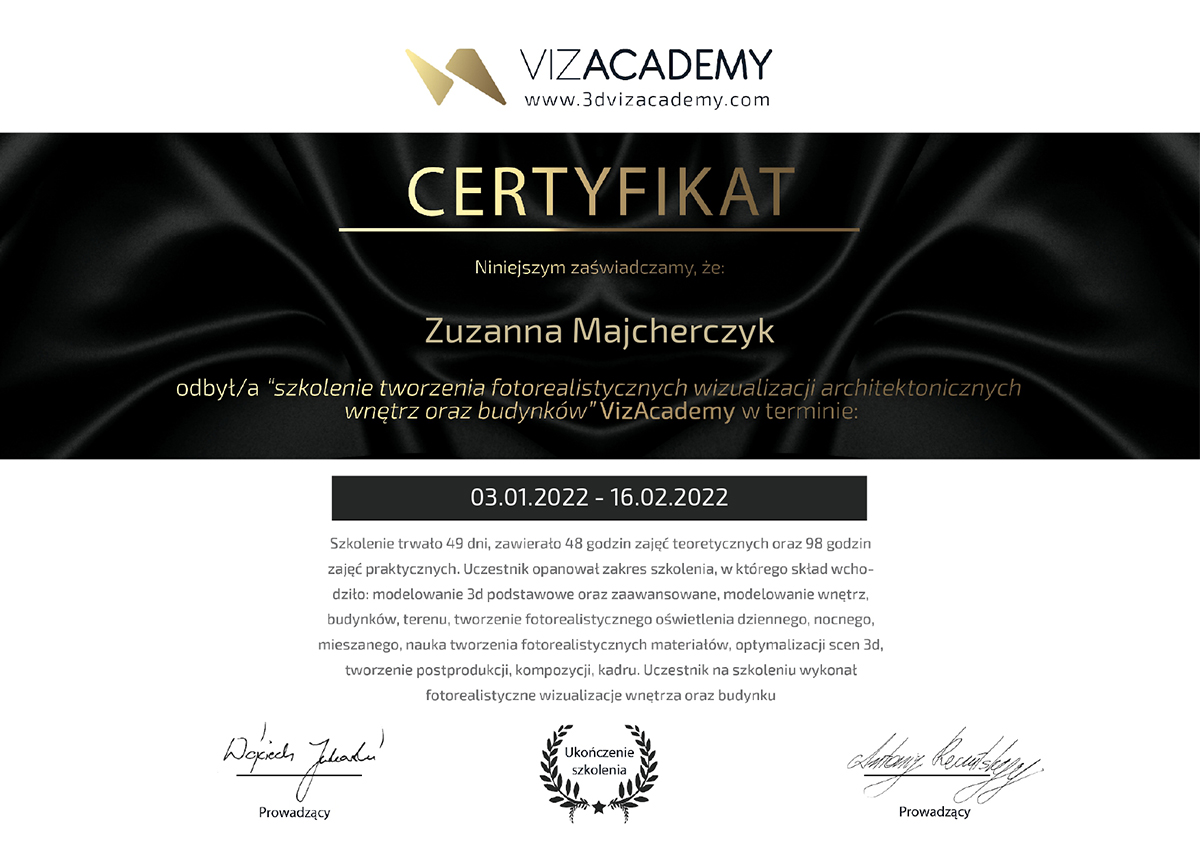 VIZACADEMY
www.3dvizacademy.com
CERTYFIKAT
Niniejszym zaświadczamy, że:
Zuzanna Majcherczyk
odbył/a “szkolenie tworzenia fotorealistycznych wizualizacji architektonicznych
wnętrz oraz budynków” VizAcademy w terminie:
03.01.2022 - 16.02.2022
Szkolenie trwało 49 dni, zawierało 48 godzin zajęć teoretycznych oraz 98 godzin
zajęć praktycznych. Uczestnik opanował zakres szkolenia, w którego skład wcho-
dziło: modelowanie 3d podstawowe oraz zaawansowane, modelowanie wnętrz,
budynków, terenu, tworzenie fotorealistycznego oświetlenia dziennego, nocnego,
mieszanego, nauka tworzenia fotorealistycznych materiałów, optymalizacji scen 3d,
tworzenie postprodukcji, kompozycji, kadru. Uczestnik na szkoleniu wykonał
fotorealistyczne wizualizacje wnętrza oraz budynku
Wojciech
Prowadzący
Ukończenie
szkolenia
Antoni
Prowadzący